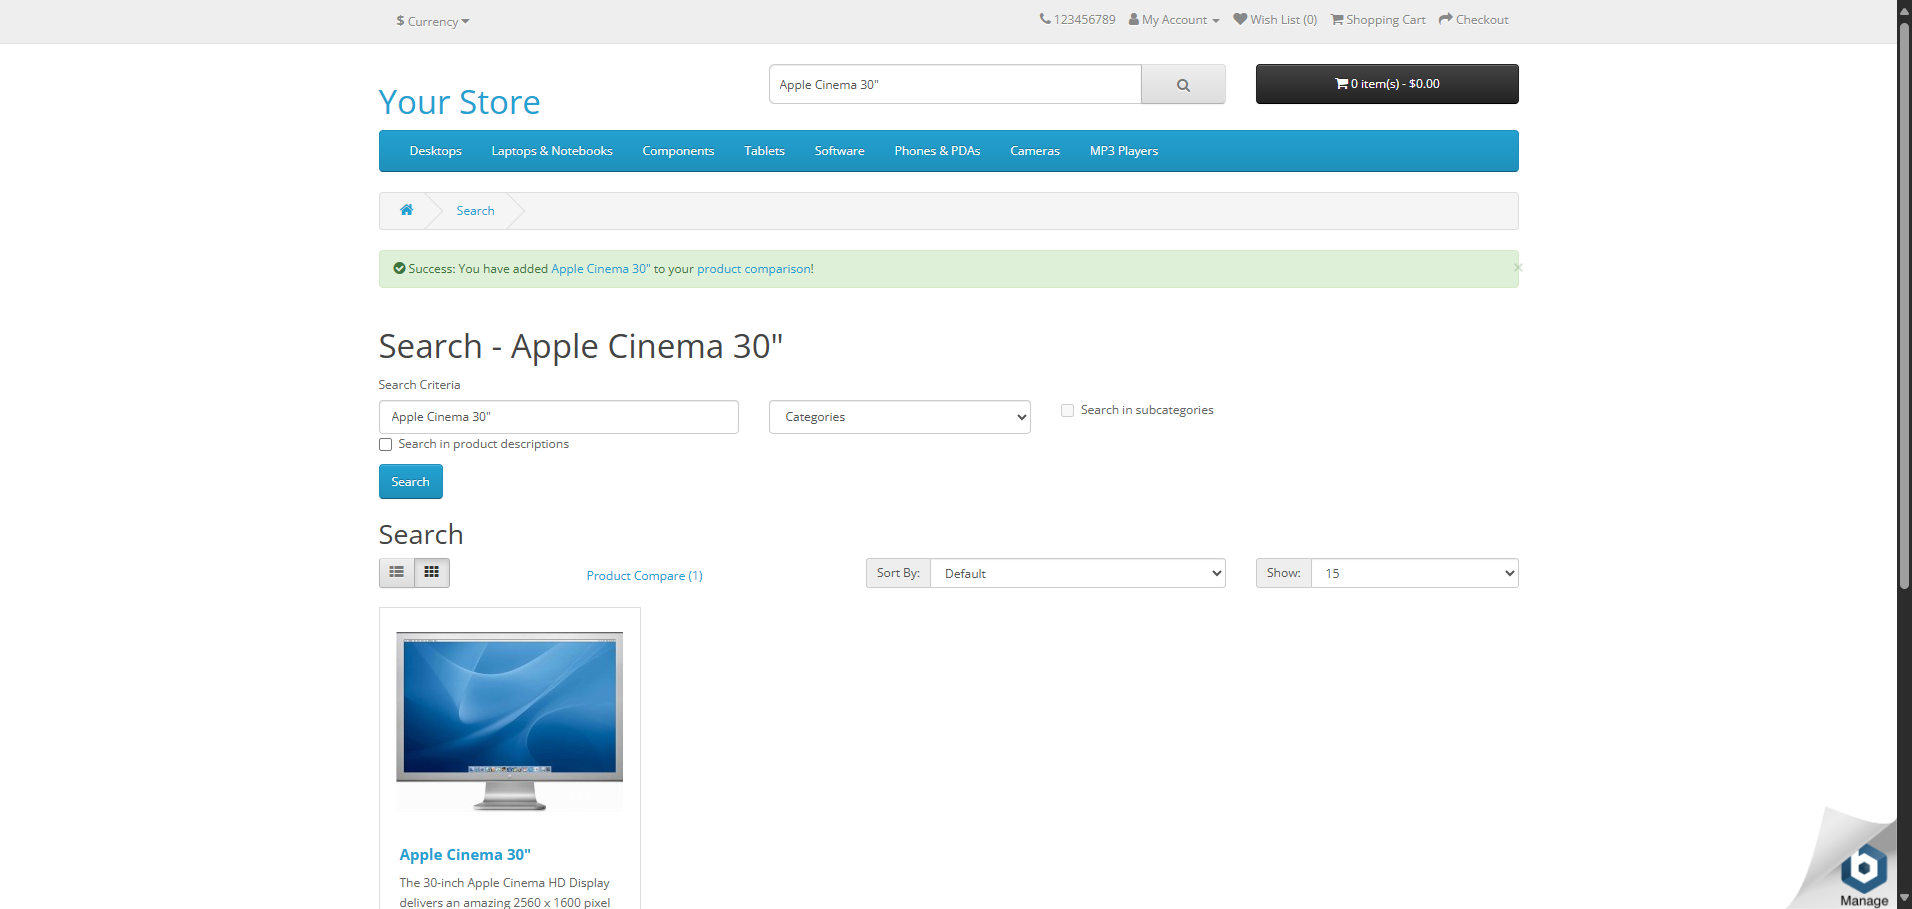 $ Currency
123456789 My Account Wish List (0) Shopping Cart Checkout
Your Store
Apple Cinema 30"
0 item(s) - $0.00
Desktops Laptops & Notebooks Components Tablets Software Phones & PDAs Cameras MP3 Players
Search
Success: You have added Apple Cinema 30" to your product comparison!
×
Search - Apple Cinema 30"
Search Criteria
Apple Cinema 30"
Categories
Search in subcategories
Search in product descriptions
Search
Search
Product Compare (1)
Sort By: Default
Show: 15
Apple Cinema 30"
The 30-inch Apple Cinema HD Display
delivers an amazing 2560 x 1600 pixel
Manage